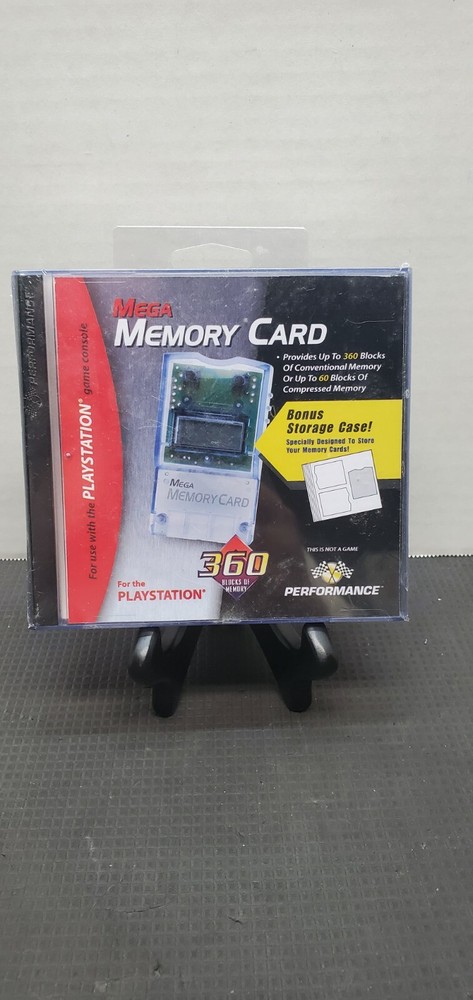 PERFORMANCE
For use with the PLAYSTATION® game console
MEGA
MEMORY CARD
• Provides Up To 360 Blocks
Of Conventional Memory
Or Up To 60 Blocks Of
Compressed Memory
Bonus
Storage Case!
Specially Designed To Store
Your Memory Cards!
MEGA
MEMORY CARD
360
BLOCKS OF
MEMORY
For the
PLAYSTATION®
THIS IS NOT A GAME
PERFORMANCE™